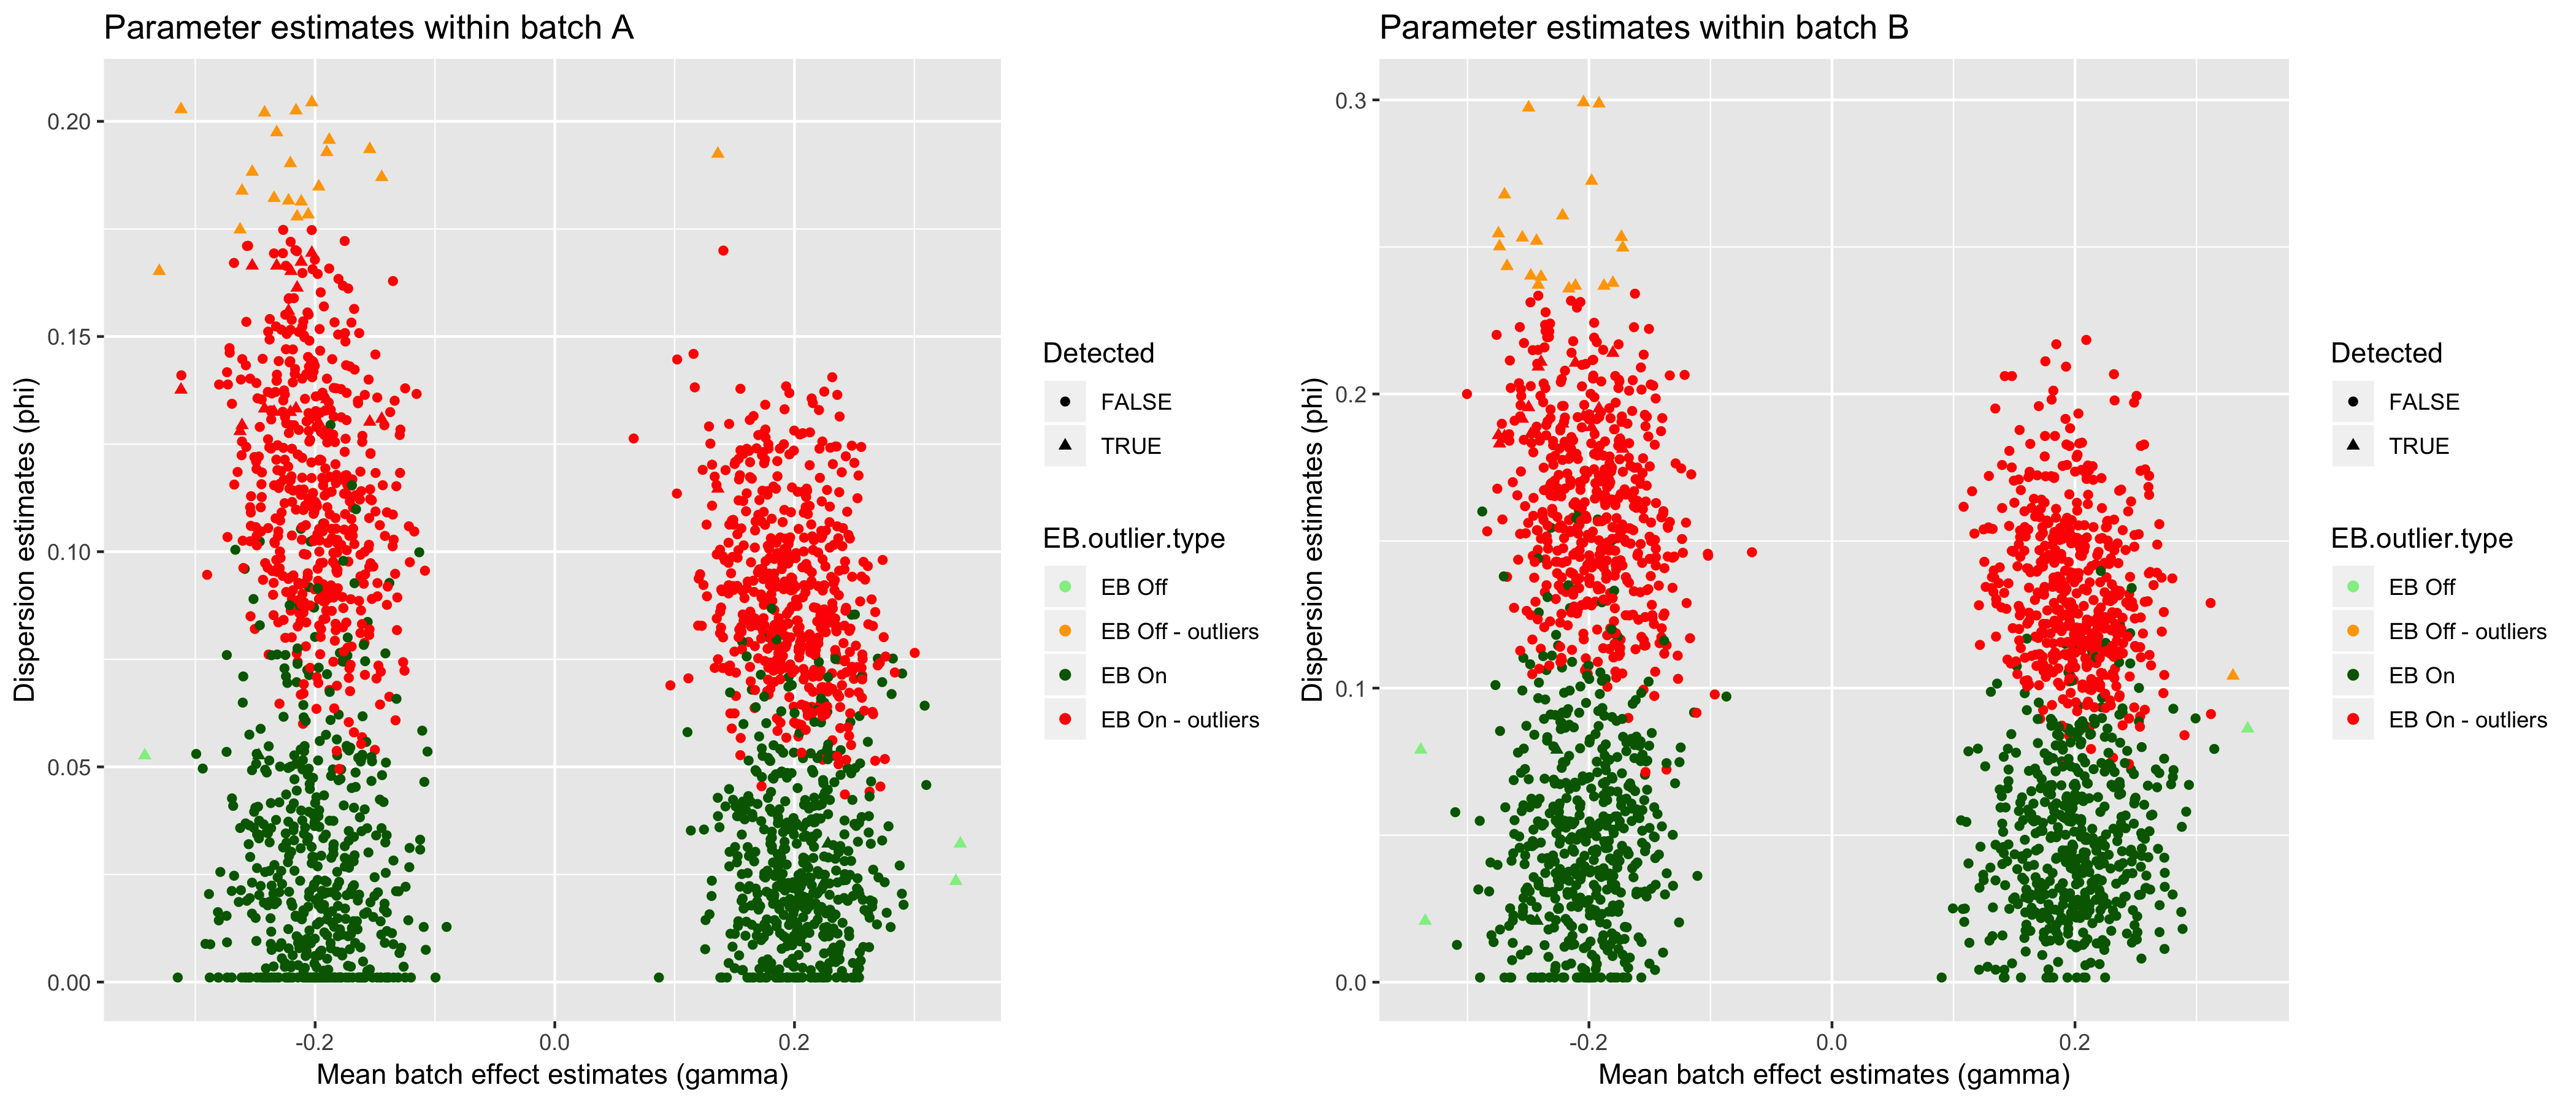 Parameter estimates within batch A
Dispersion estimates (phi)
0.20
0.15
0.10
0.05
0.00
-0.2
0.0
0.2
Mean batch effect estimates (gamma)
Detected
FALSE
TRUE
EB.outlier.type
EB Off
EB Off - outliers
EB On
EB On - outliers
Parameter estimates within batch B
Dispersion estimates (phi)
0.3
0.2
0.1
0.0
-0.2
0.0
0.2
Mean batch effect estimates (gamma)
Detected
FALSE
TRUE
EB.outlier.type
EB Off
EB Off - outliers
EB On
EB On - outliers